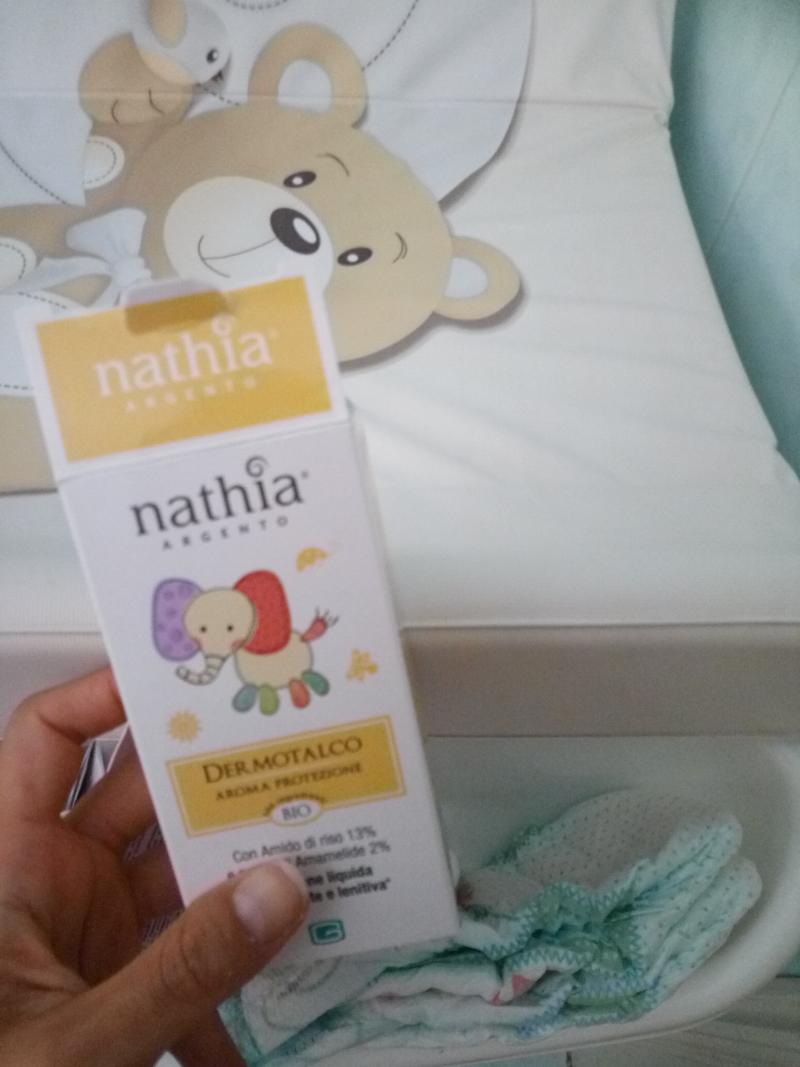 nathia
ARGENTO
nathia®
ARGENTO
DERMOTALCO
AROMA PROTEZIONE
BIO
Con Amido di riso 13%
Amamelide 2%
liquida
e lenitiva"